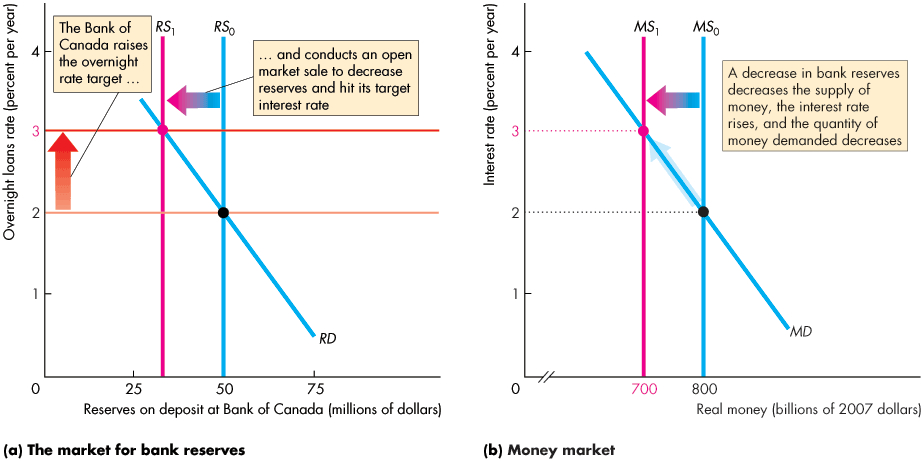 The Bank of
Canada raises
the overnight
rate target …
RS1
RS0
… and conducts an open
market sale to decrease
reserves and hit its target
interest rate
Overnight loans rate (percent per year)
4
3
2
1
0
25
50
75
RD
Reserves on deposit at Bank of Canada (millions of dollars)
(a) The market for bank reserves
MS1
MS0
A decrease in bank reserves
decreases the supply of
money, the interest rate
rises, and the quantity of
money demanded decreases
Interest rate (percent per year)
4
3
2
1
0
700
800
MD
Real money (billions of 2007 dollars)
(b) Money market